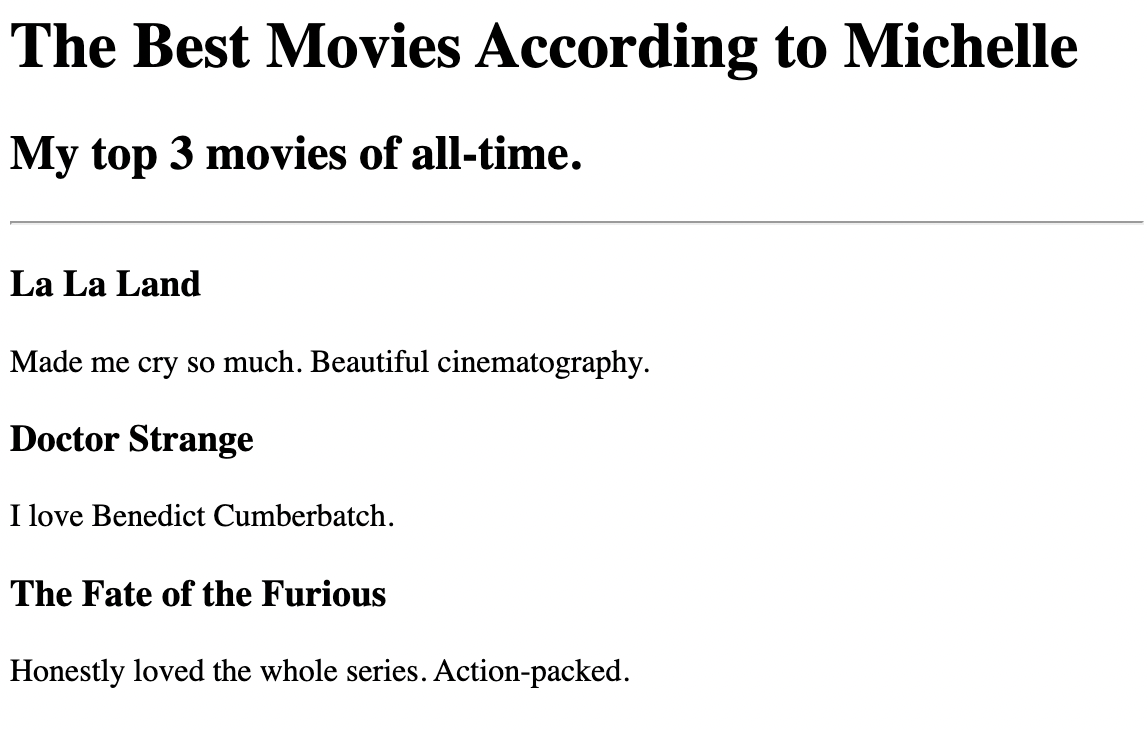 The Best Movies According to Michelle
My top 3 movies of all-time.
La La Land
Made me cry so much. Beautiful cinematography.
Doctor Strange
I love Benedict Cumberbatch.
The Fate of the Furious
Honestly loved the whole series. Action-packed.